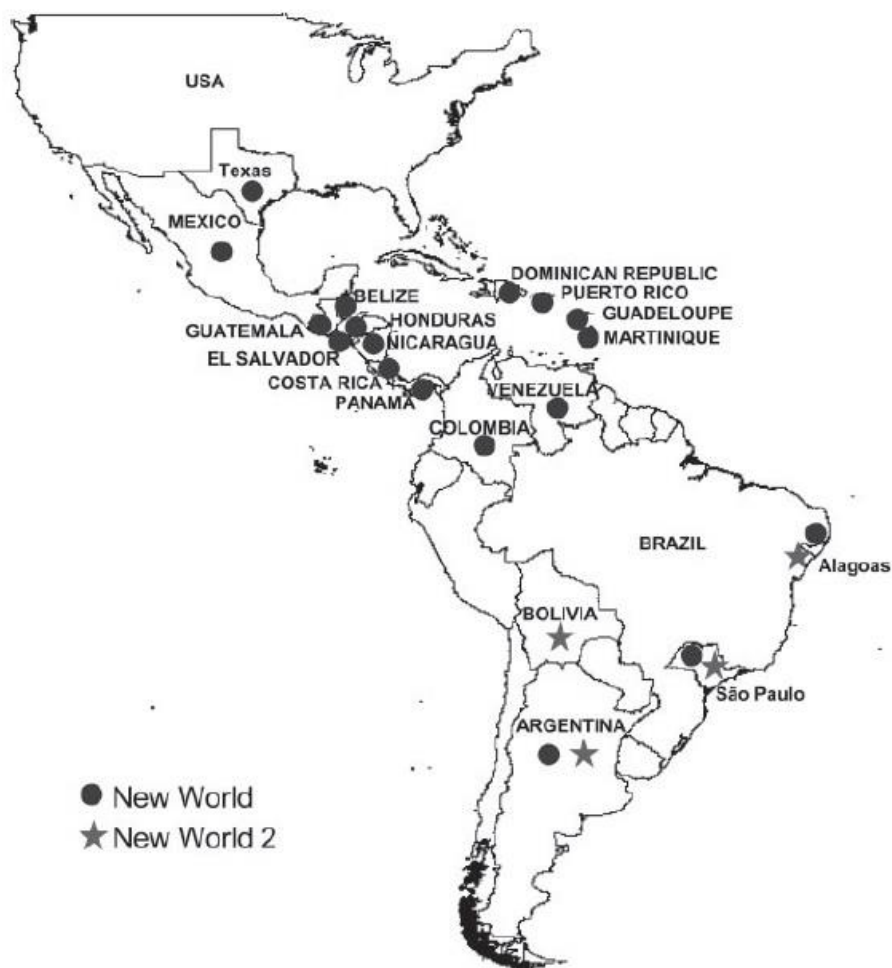 USA
Texas
MEXICO
DOMINICAN REPUBLIC
BELIZE
PUERTO RICO
GUATEMALA
HONDURAS
GUADELOUPE
EL SALVADOR
NICARAGUA
MARTINIQUE
COSTA RICA
PANAMA
VENEZUELA
COLOMBIA
BRAZIL
Alagoas
BOLIVIA
São Paulo
ARGENTINA
New World
New World 2